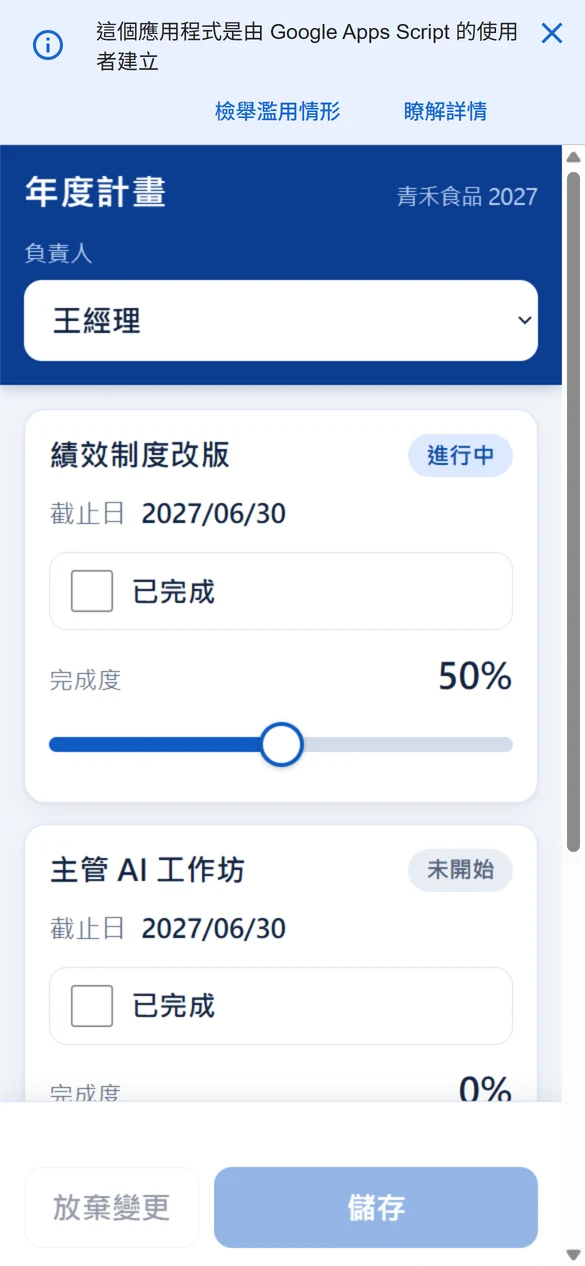 這個應用程式是由 Google Apps Script 的使用
者建立
檢舉濫用情形
瞭解詳情
年度計畫
青禾食品 2027
負責人
王經理
績效制度改版
進行中
截止日 2027/06/30
已完成
完成度
50%
主管 AI 工作坊
未開始
截止日 2027/06/30
已完成
完成度
0%
放棄變更
儲存